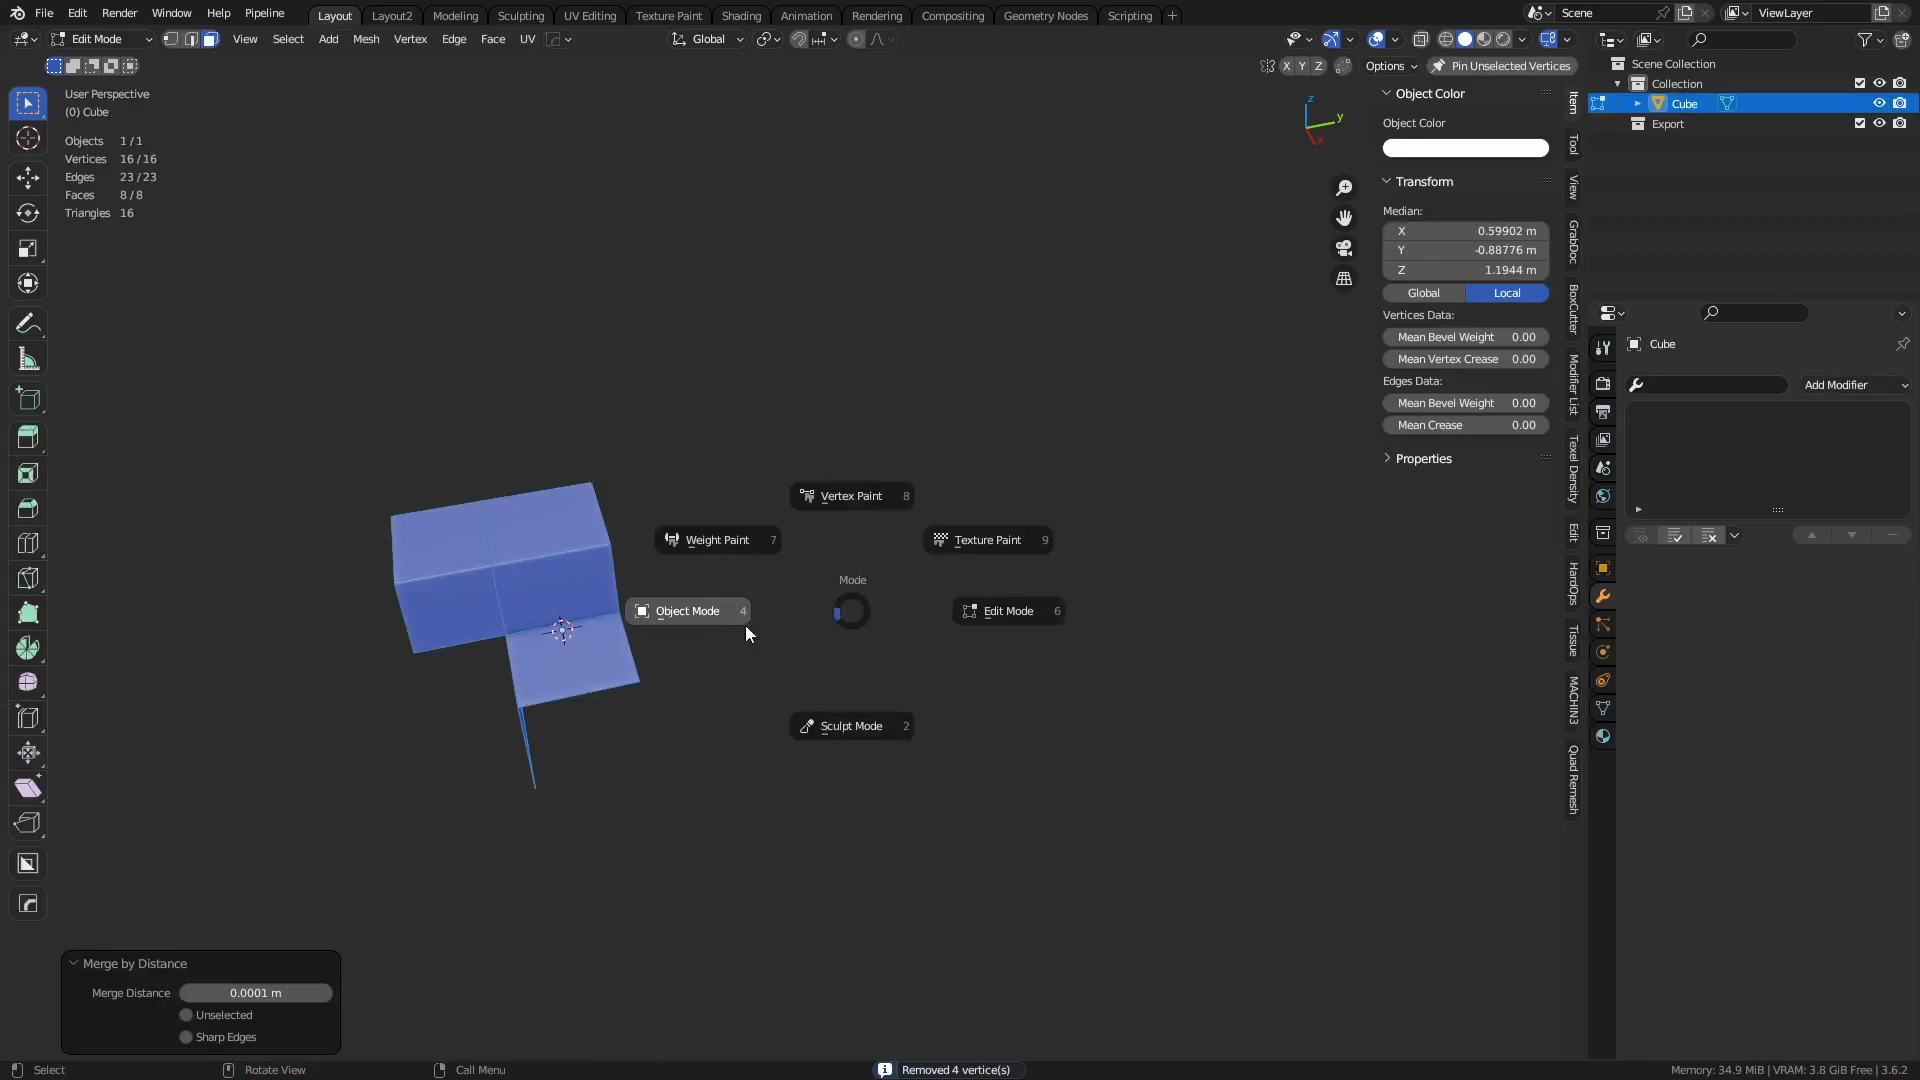 File Edit Render Window Help Pipeline Layout Layout2 Modeling Sculpting UV Editing Texture Paint Shading Animation Rendering Compositing Geometry Nodes Scripting Scene ViewLayer
Edit Mode View Select Add Mesh Vertex Edge Face UV Global
X Y Z Options Pin Unselected Vertices
User Perspective
(0) Cube
Objects 1/1
Vertices 16/16
Edges 23/23
Faces 8/8
Triangles 16
z
y
x
Vertex Paint 8
Weight Paint 7
Texture Paint 9
Mode
Object Mode 4
Edit Mode 6
Sculpt Mode 2
Object Color
Object Color
Transform
Median:
X 0.59902 m
Y -0.88776 m
Z 1.1944 m
Global Local
Vertices Data:
Mean Bevel Weight 0.00
Mean Vertex Crease 0.00
Edges Data:
Mean Bevel Weight 0.00
Mean Crease 0.00
Properties
Item
Tool
View
GrabDoc
BoxCutter
Modifier List
Texel Density
Edit
HardOps
Tissue
MACHIN3
Quad Remesh
Scene Collection
Collection
Cube
Export
Cube
Add Modifier
Merge by Distance
Merge Distance 0.0001 m
Unselected
Sharp Edges
Select Rotate View Call Menu Removed 4 vertice(s) Memory: 34.9 MiB | VRAM: 3.8 GiB Free | 3.6.2